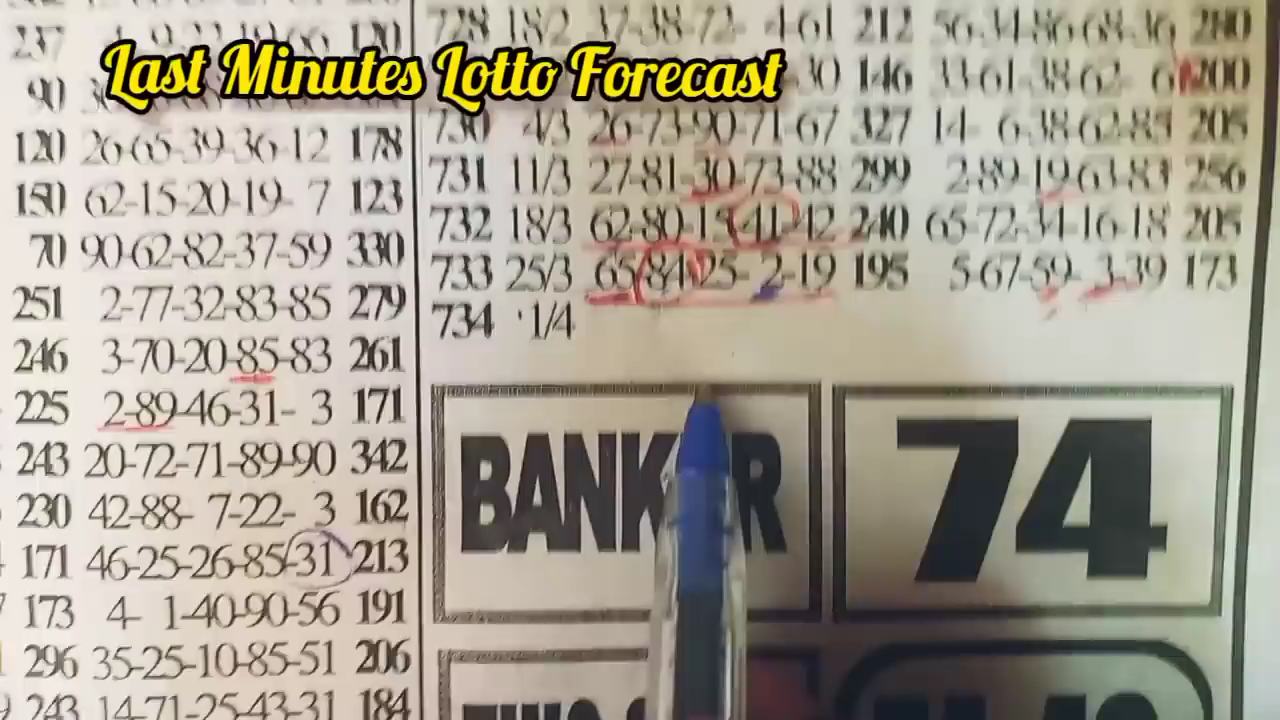 Last Minutes Lotto Forecast
237 120
90
120 26-65-39-36-12 178
150 62-15-20-19- 7 123
70 90-62-82-37-59 330
251 2-77-32-83-85 279
246 3-70-20-85-83 261
225 2-89-46-31- 3 171
243 20-72-71-89-90 342
230 42-88- 7-22- 3 162
171 46-25-26-85-31 213
173 4- 1-40-90-56 191
296 35-25-10-85-51 206
243 14-71-25-43-31 184
728 18/2 37-38-72- 4-61 212 56-34-86-68-36 280
30 146 33-61-38-62- 6 200
730 4/3 26-73-90-71-67 327 14- 6-38-62-85 205
731 11/3 27-81-30-73-88 299 2-89-19-63-83 256
732 18/3 62-80-15-41-42 240 65-72-34-16-18 205
733 25/3 65-84-25- 2-19 195 5-67-59- 3-39 173
734 1/4
BANKER 74